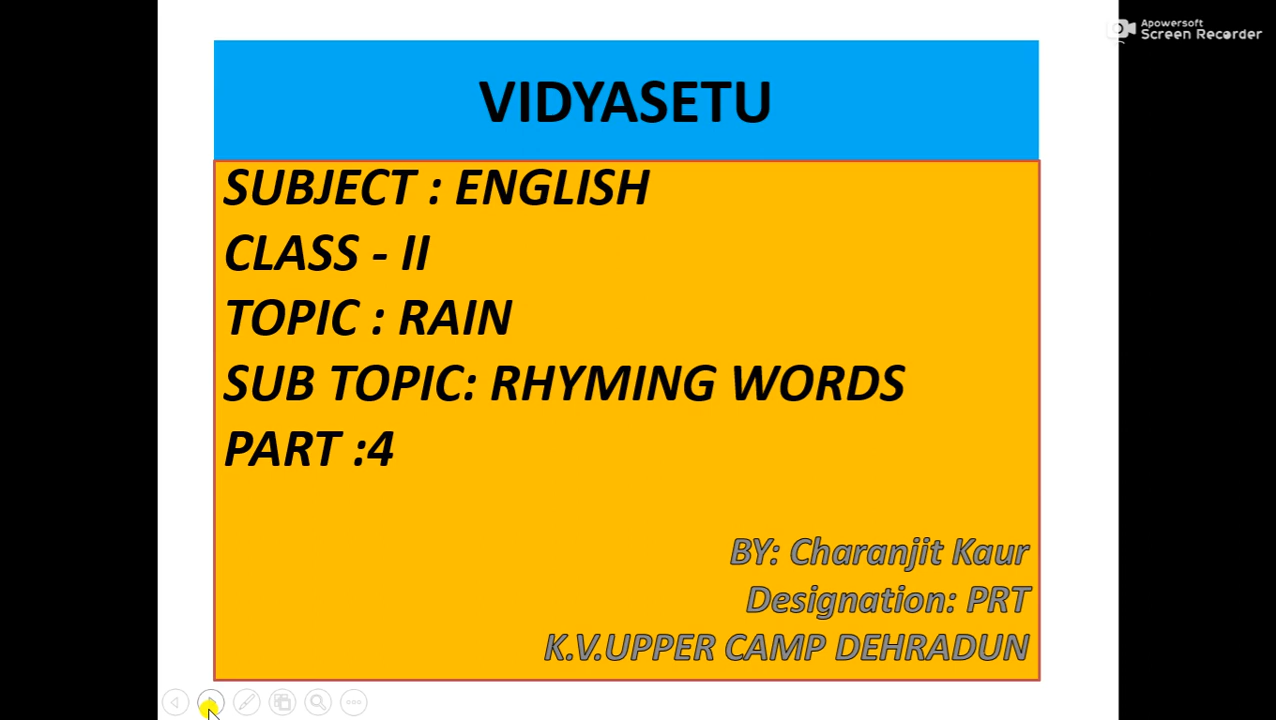 Apowersoft
Screen Recorder
VIDYASETU
SUBJECT : ENGLISH
CLASS - II
TOPIC : RAIN
SUB TOPIC: RHYMING WORDS
PART :4
BY: Charanjit Kaur
Designation: PRT
K.V.UPPER CAMP DEHRADUN